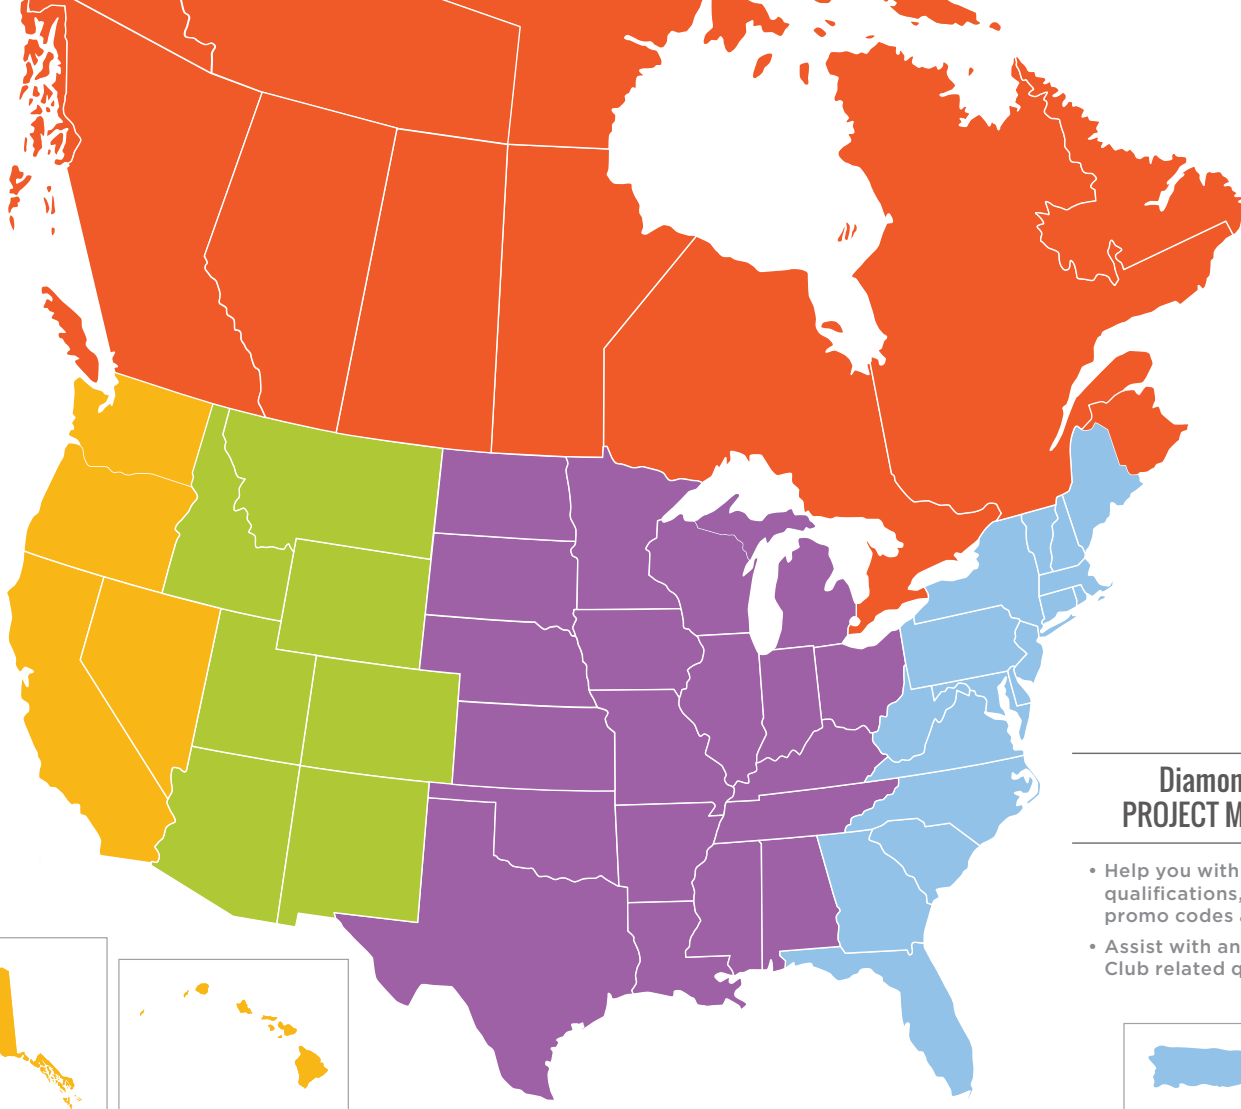 Diamon
PROJECT M
• Help you with
qualifications,
promo codes a
• Assist with an
Club related q